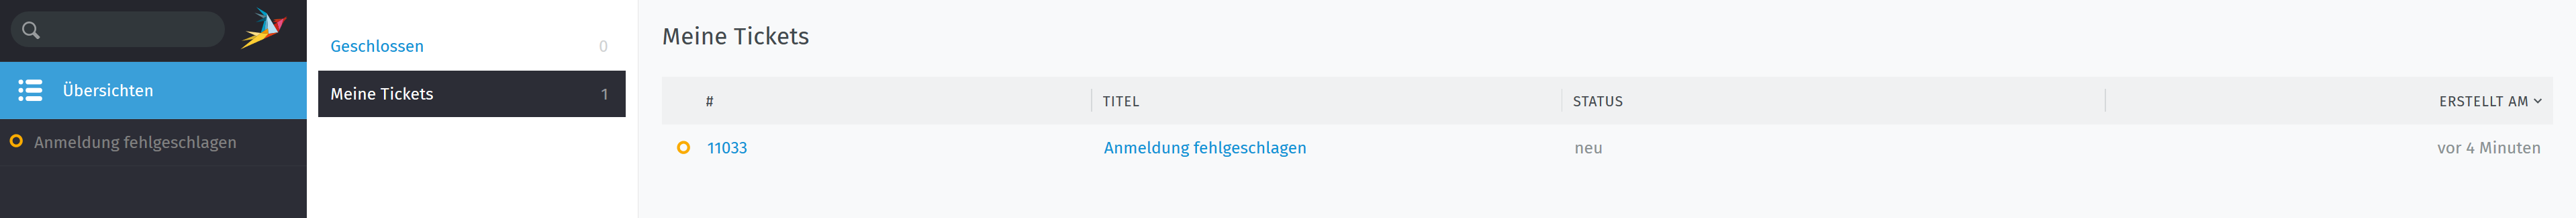 Übersichten
Anmeldung fehlgeschlagen
Geschlossen 0
Meine Tickets 1
Meine Tickets
# TITEL STATUS ERSTELLT AM
11033 Anmeldung fehlgeschlagen neu vor 4 Minuten